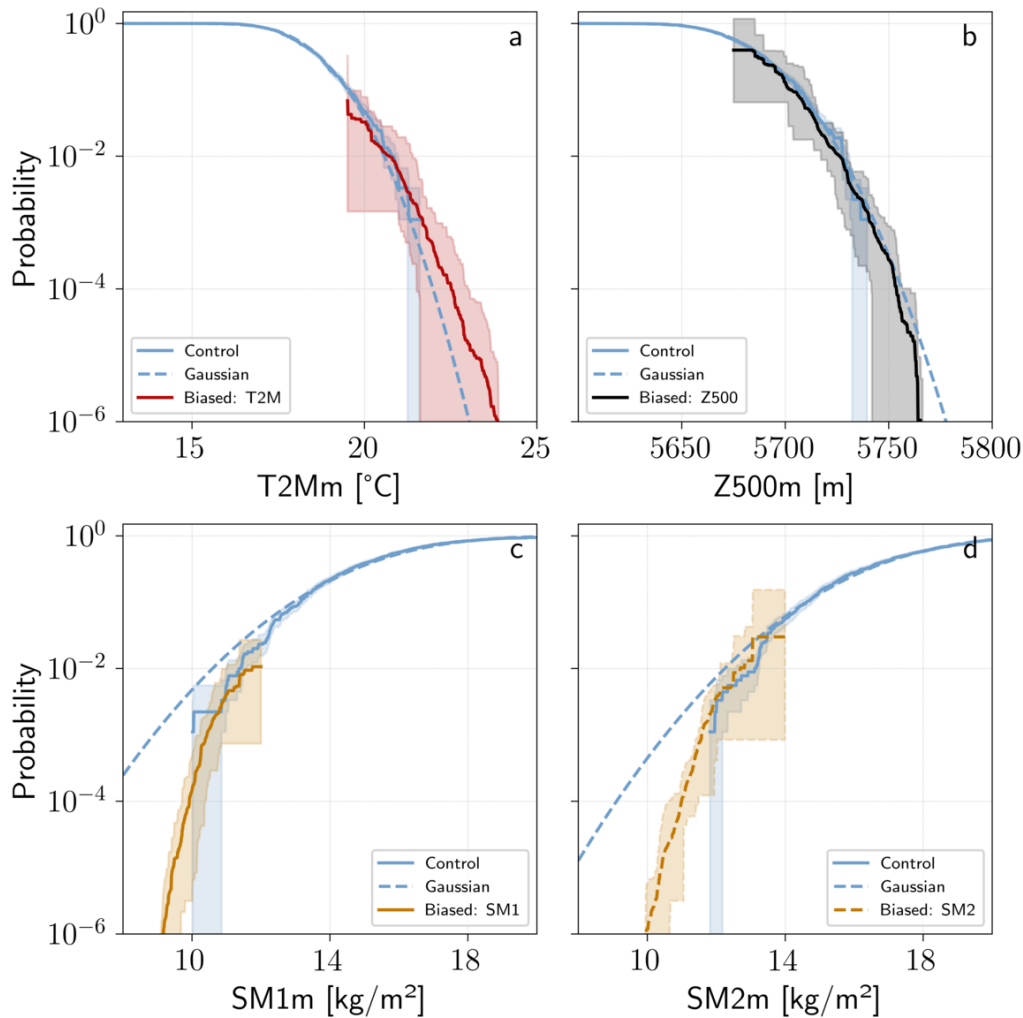 a
b
Probability
10⁰
10⁻²
10⁻⁴
10⁻⁶
Control
Gaussian
Biased: T2M
Control
Gaussian
Biased: Z500
15 20 25
5650 5700 5750 5800
T2Mm [°C]
Z500m [m]
c
d
Probability
10⁰
10⁻²
10⁻⁴
10⁻⁶
Control
Gaussian
Biased: SM1
Control
Gaussian
Biased: SM2
10 14 18
10 14 18
SM1m [kg/m²]
SM2m [kg/m²]